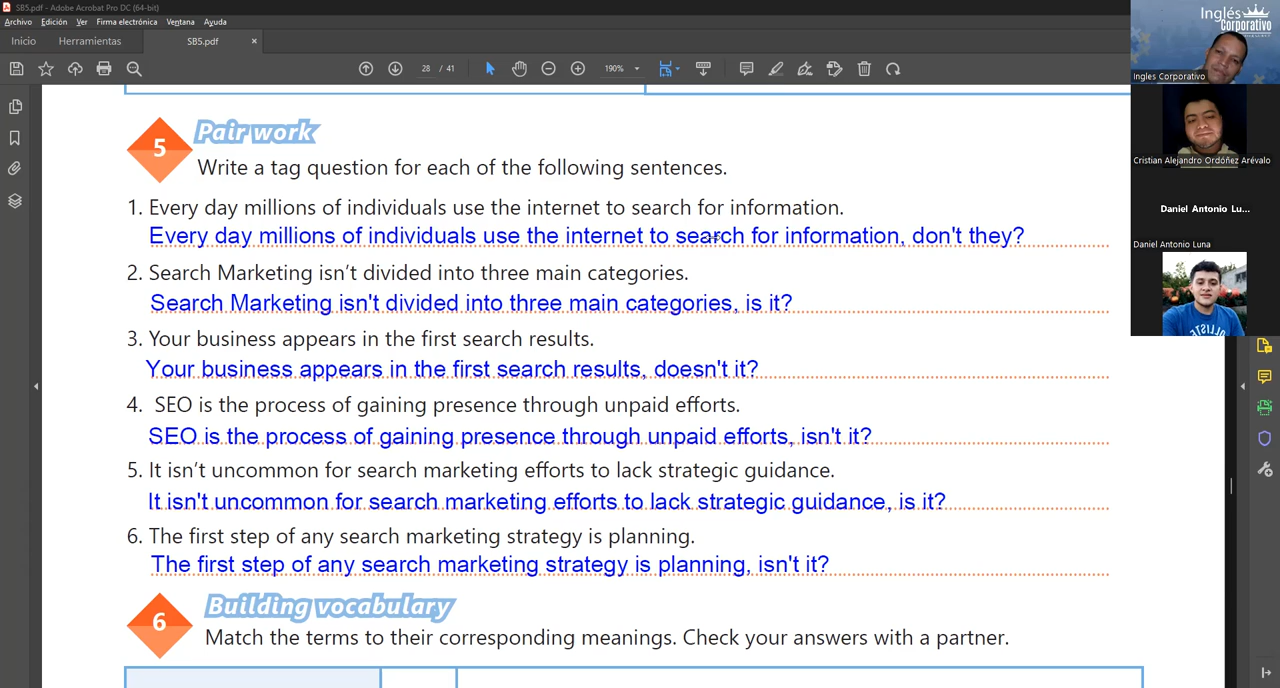 SB5.pdf - Adobe Acrobat Pro DC (64-bit)
Archivo Edición Ver Firma electrónica Ventana Ayuda
Inicio Herramientas SB5.pdf ×
28 / 41 190%
Inglés Corporativo
Ingles Corporativo
Cristian Alejandro Ordóñez Arévalo
Daniel Antonio Lu...
Daniel Antonio Luna
5 Pair work
Write a tag question for each of the following sentences.
1. Every day millions of individuals use the internet to search for information.
Every day millions of individuals use the internet to search for information, don't they?
2. Search Marketing isn’t divided into three main categories.
Search Marketing isn't divided into three main categories, is it?
3. Your business appears in the first search results.
Your business appears in the first search results, doesn't it?
4. SEO is the process of gaining presence through unpaid efforts.
SEO is the process of gaining presence through unpaid efforts, isn't it?
5. It isn’t uncommon for search marketing efforts to lack strategic guidance.
It isn't uncommon for search marketing efforts to lack strategic guidance, is it?
6. The first step of any search marketing strategy is planning.
The first step of any search marketing strategy is planning, isn't it?
6 Building vocabulary
Match the terms to their corresponding meanings. Check your answers with a partner.